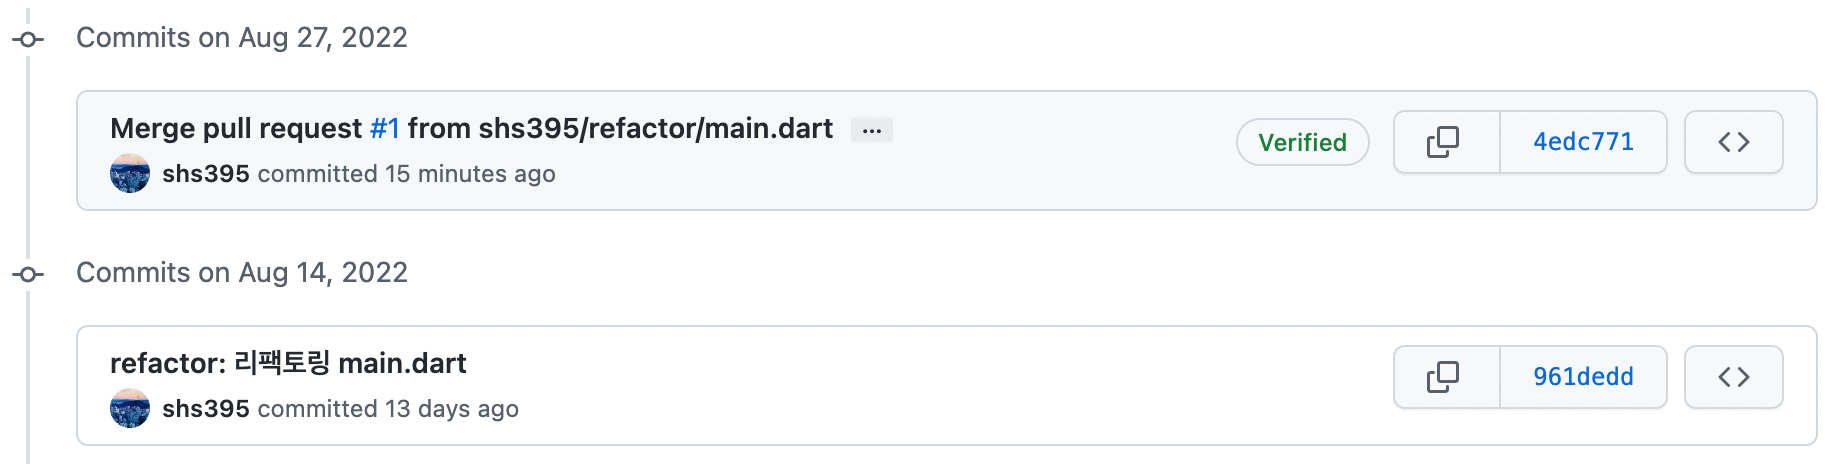 Commits on Aug 27, 2022
Merge pull request #1 from shs395/refactor/main.dart ...
Verified
4edc771
shs395 committed 15 minutes ago
Commits on Aug 14, 2022
refactor: 리팩토링 main.dart
961dedd
shs395 committed 13 days ago